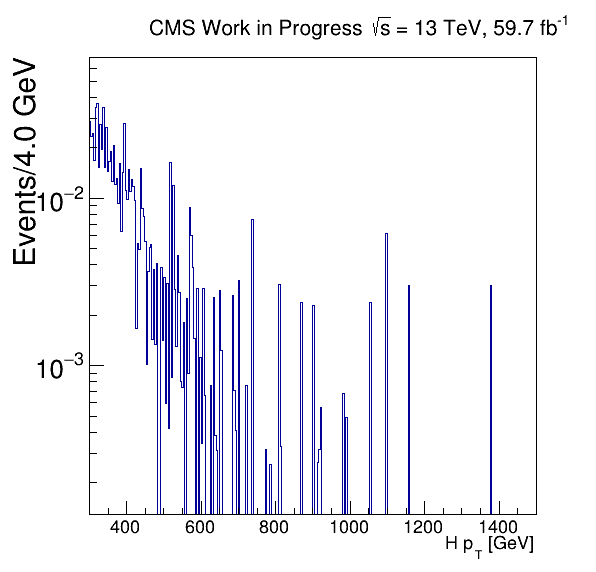 CMS Work in Progress √s = 13 TeV, 59.7 fb⁻¹
Events/4.0 GeV
10⁻²
10⁻³
400 600 800 1000 1200 1400
H p_T [GeV]